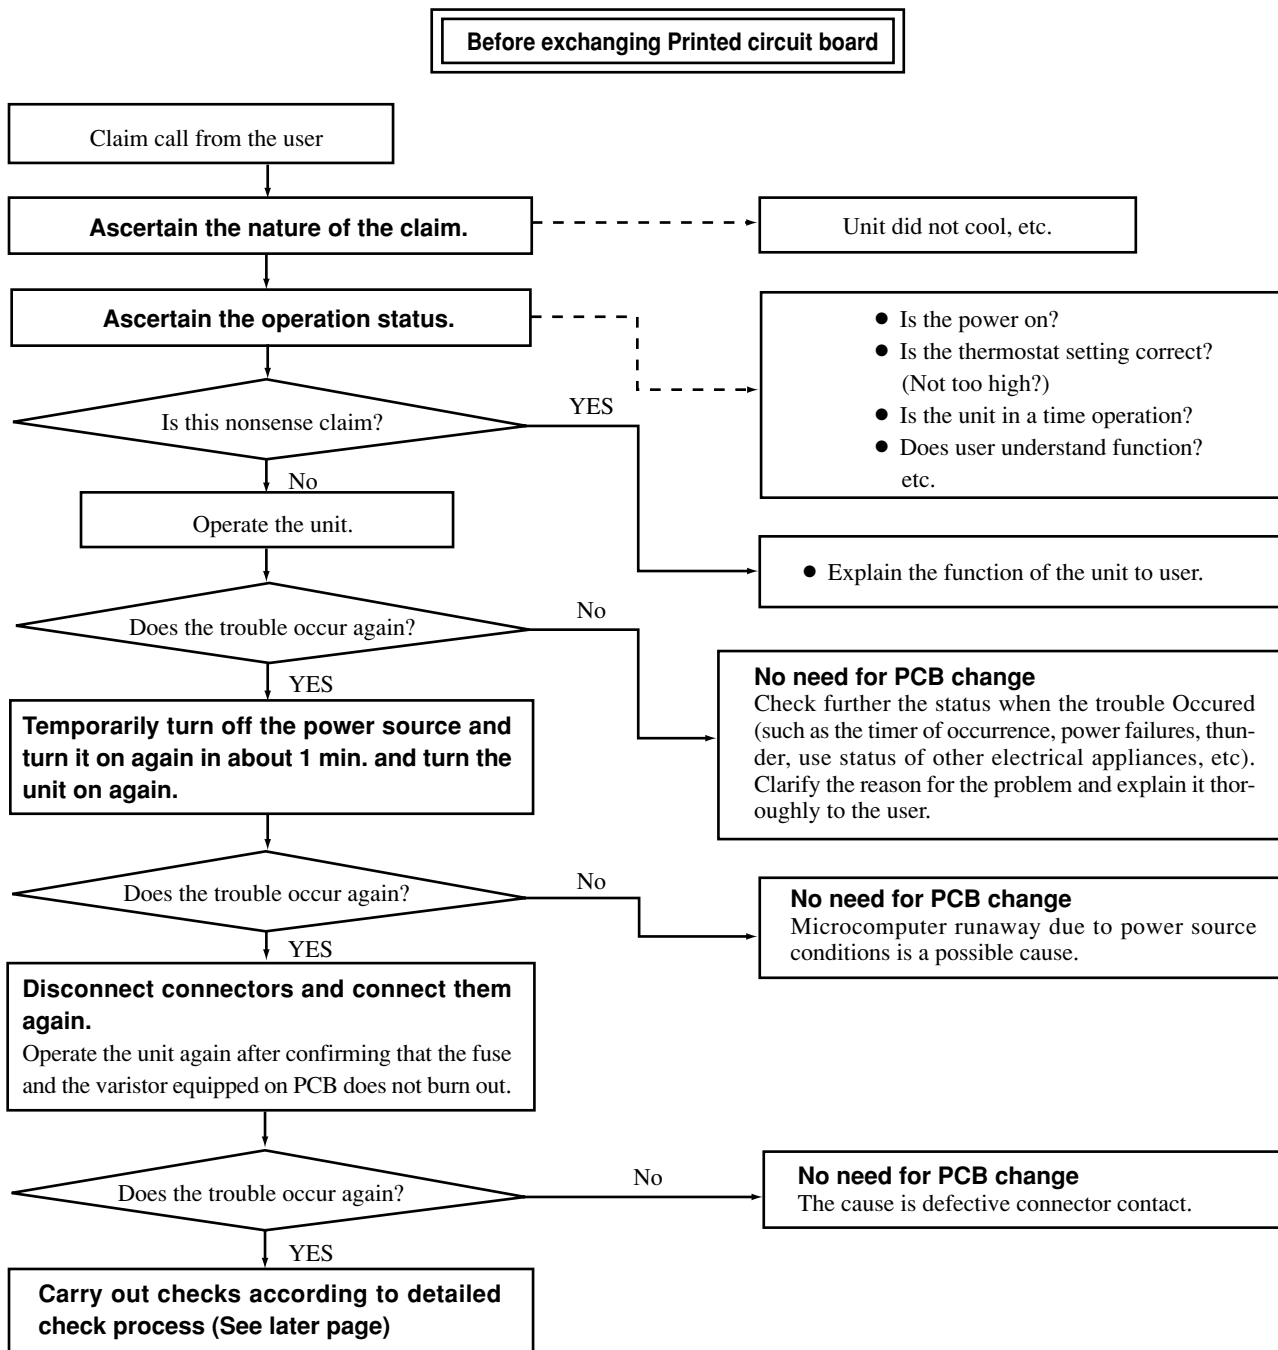 Before exchanging Printed circuit board
Claim call from the user
Ascertain the nature of the claim.
Unit did not cool, etc.
Ascertain the operation status.
● Is the power on?
● Is the thermostat setting correct?
(Not too high?)
● Is the unit in a time operation?
● Does user understand function?
etc.
Is this nonsense claim?
YES
No
Operate the unit.
● Explain the function of the unit to user.
Does the trouble occur again?
No
YES
No need for PCB change
Check further the status when the trouble Occured
(such as the timer of occurrence, power failures, thun-
der, use status of other electrical appliances, etc).
Clarify the reason for the problem and explain it thor-
oughly to the user.
Temporarily turn off the power source and
turn it on again in about 1 min. and turn the
unit on again.
Does the trouble occur again?
No
YES
No need for PCB change
Microcomputer runaway due to power source
conditions is a possible cause.
Disconnect connectors and connect them
again.
Operate the unit again after confirming that the fuse
and the varistor equipped on PCB does not burn out.
Does the trouble occur again?
No
YES
No need for PCB change
The cause is defective connector contact.
Carry out checks according to detailed
check process (See later page)